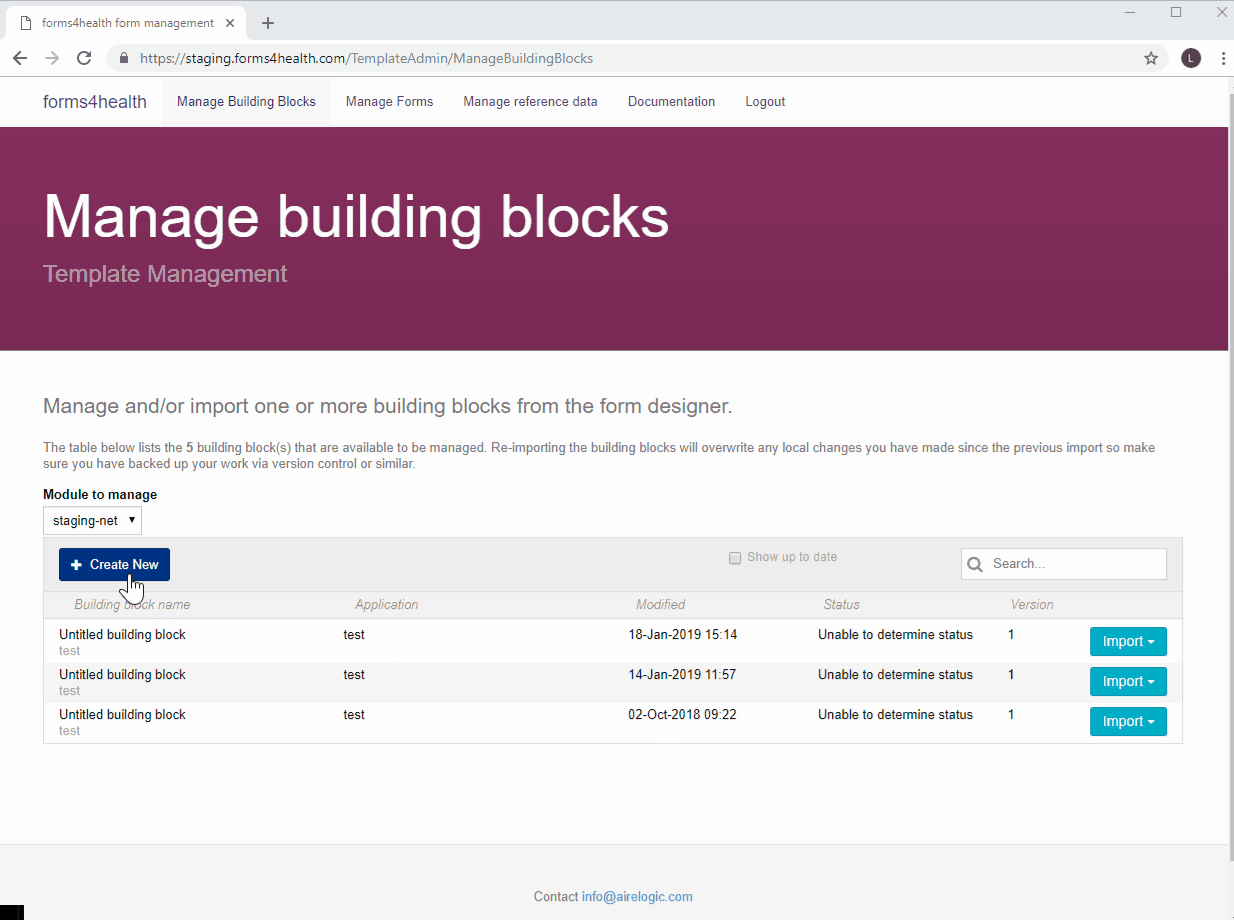 forms4health form management
https://staging.forms4health.com/TemplateAdmin/ManageBuildingBlocks
L
forms4health Manage Building Blocks Manage Forms Manage reference data Documentation Logout
Manage building blocks
Template Management
Manage and/or import one or more building blocks from the form designer.
The table below lists the 5 building block(s) that are available to be managed. Re-importing the building blocks will overwrite any local changes you have made since the previous import so make
sure you have backed up your work via version control or similar.
Module to manage
staging-net
Create New Show up to date Search...
Building block name Application Modified Status Version
Untitled building block test 18-Jan-2019 15:14 Unable to determine status 1 Import
test
Untitled building block test 14-Jan-2019 11:57 Unable to determine status 1 Import
test
Untitled building block test 02-Oct-2018 09:22 Unable to determine status 1 Import
test
Contact info@airelogic.com